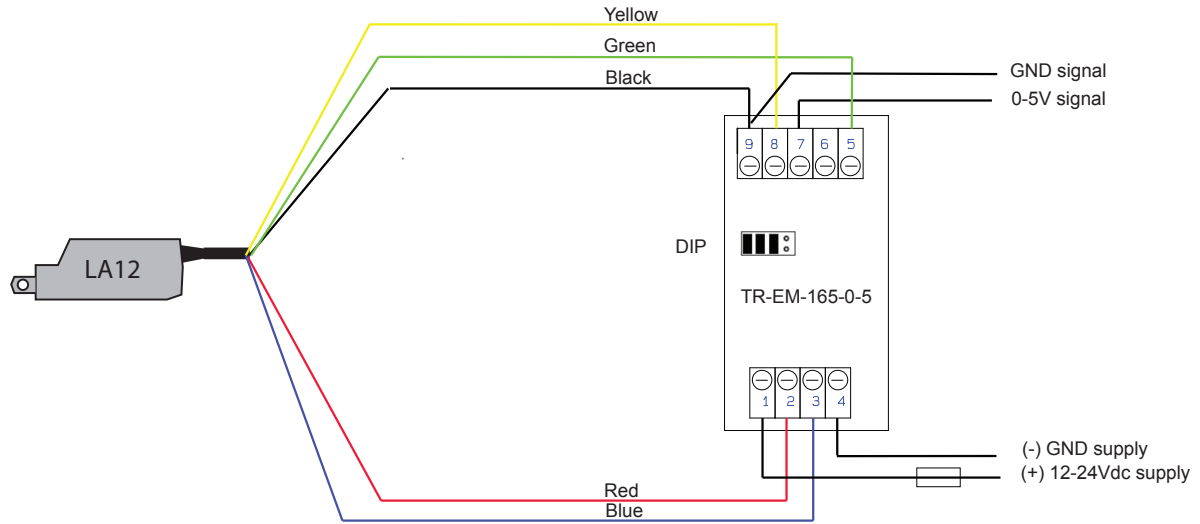 Yellow
Green
Black
GND signal
0-5V signal
9 8 7 6 5
DIP
LA12
TR-EM-165-0-5
1 2 3 4
(-) GND supply
(+) 12-24Vdc supply
Red
Blue